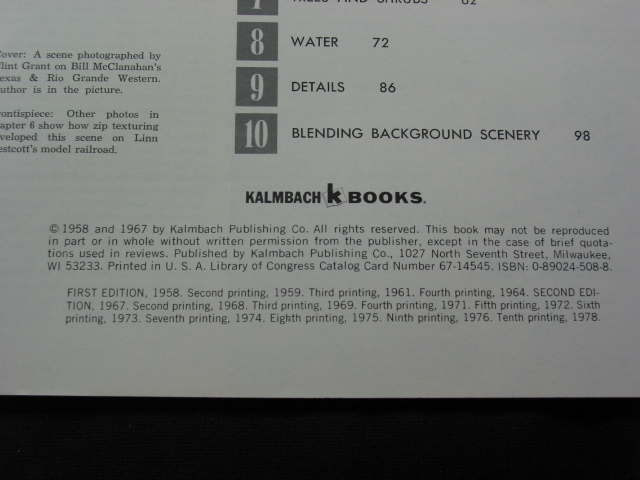 7 TREES AND SHRUBS 62
8 WATER 72
9 DETAILS 86
10 BLENDING BACKGROUND SCENERY 98
over: A scene photographed by
lint Grant on Bill McClanahan's
exas & Rio Grande Western.
uthor is in the picture.
ontispiece: Other photos in
apter 6 show how zip texturing
veloped this scene on Linn
estcott's model railroad.
KALMBACH k BOOKS.
© 1958 and 1967 by Kalmbach Publishing Co. All rights reserved. This book may not be reproduced
in part or in whole without written permission from the publisher, except in the case of brief quota-
tions used in reviews. Published by Kalmbach Publishing Co., 1027 North Seventh Street, Milwaukee,
WI 53233. Printed in U. S. A. Library of Congress Catalog Card Number 67-14545. ISBN: 0-89024-508-8.
FIRST EDITION, 1958. Second printing, 1959. Third printing, 1961. Fourth printing, 1964. SECOND EDI-
TION, 1967. Second printing, 1968. Third printing, 1969. Fourth printing, 1971. Fifth printing, 1972. Sixth
printing, 1973. Seventh printing, 1974. Eighth printing, 1975. Ninth printing, 1976. Tenth printing, 1978.